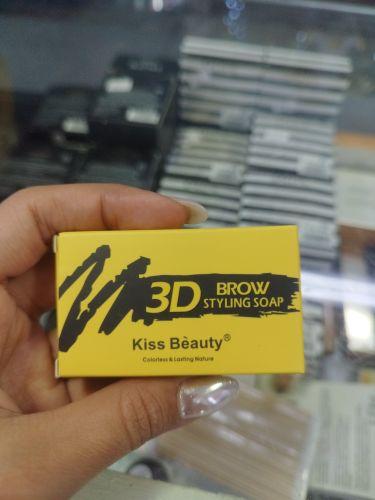 3D BROW
STYLING SOAP
Kiss Bèauty®
Colorless & Lasting Nature